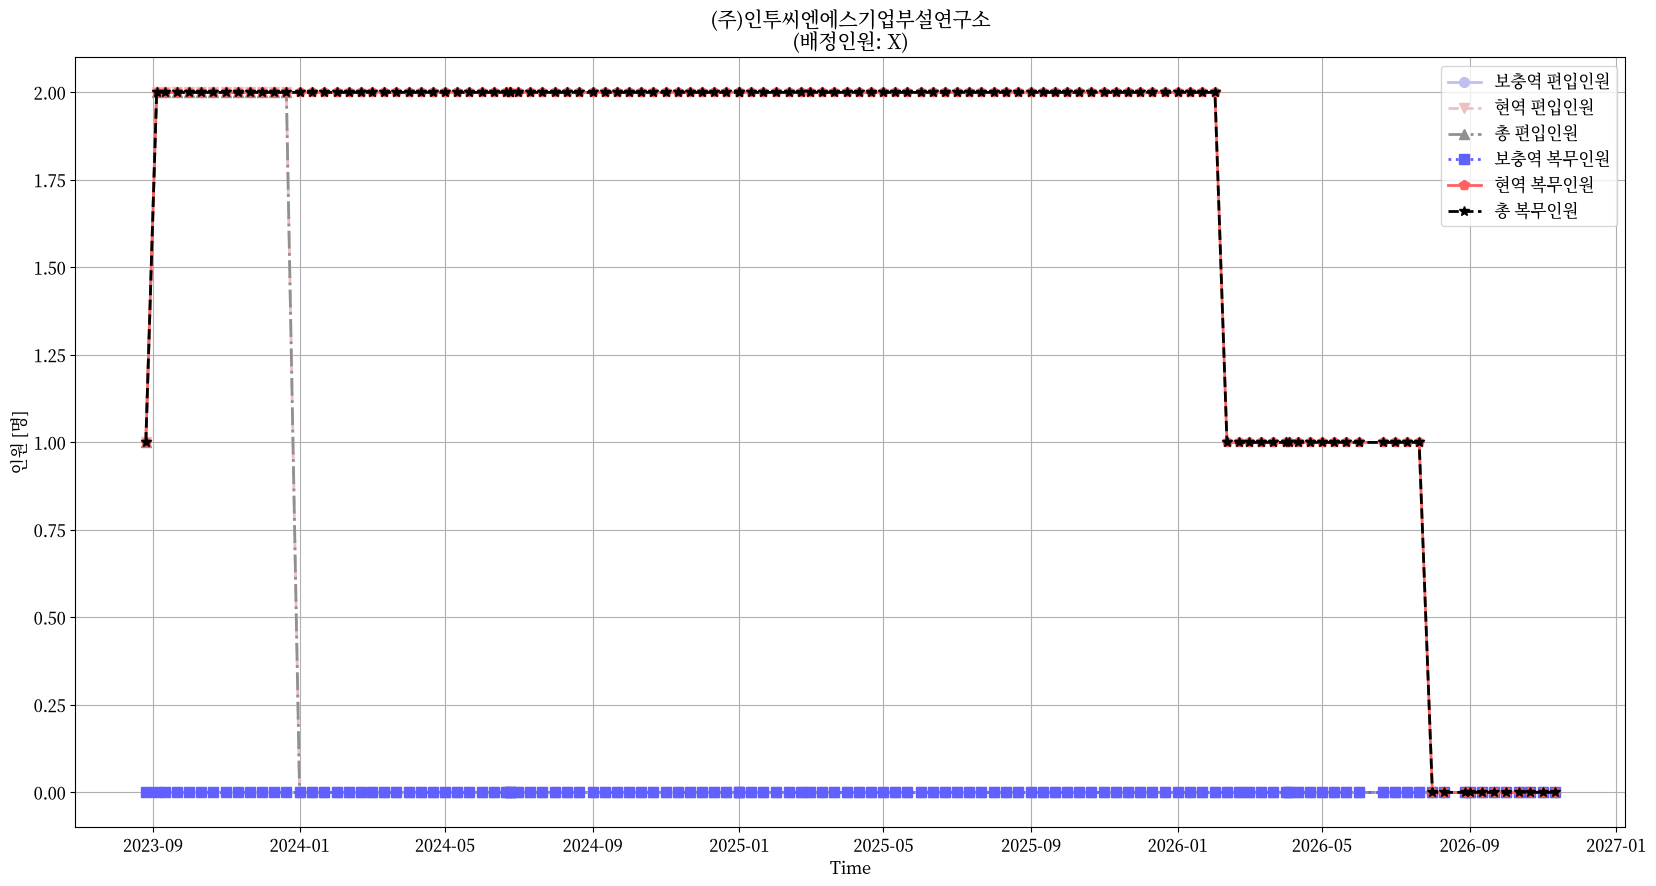 (주)인투씨엔에스기업부설연구소
(배정인원: X)
보충역 편입인원
현역 편입인원
총 편입인원
보충역 복무인원
현역 복무인원
총 복무인원
인원 [명]
2.00
1.75
1.50
1.25
1.00
0.75
0.50
0.25
0.00
2023-09 2024-01 2024-05 2024-09 2025-01 2025-05 2025-09 2026-01 2026-05 2026-09 2027-01
Time